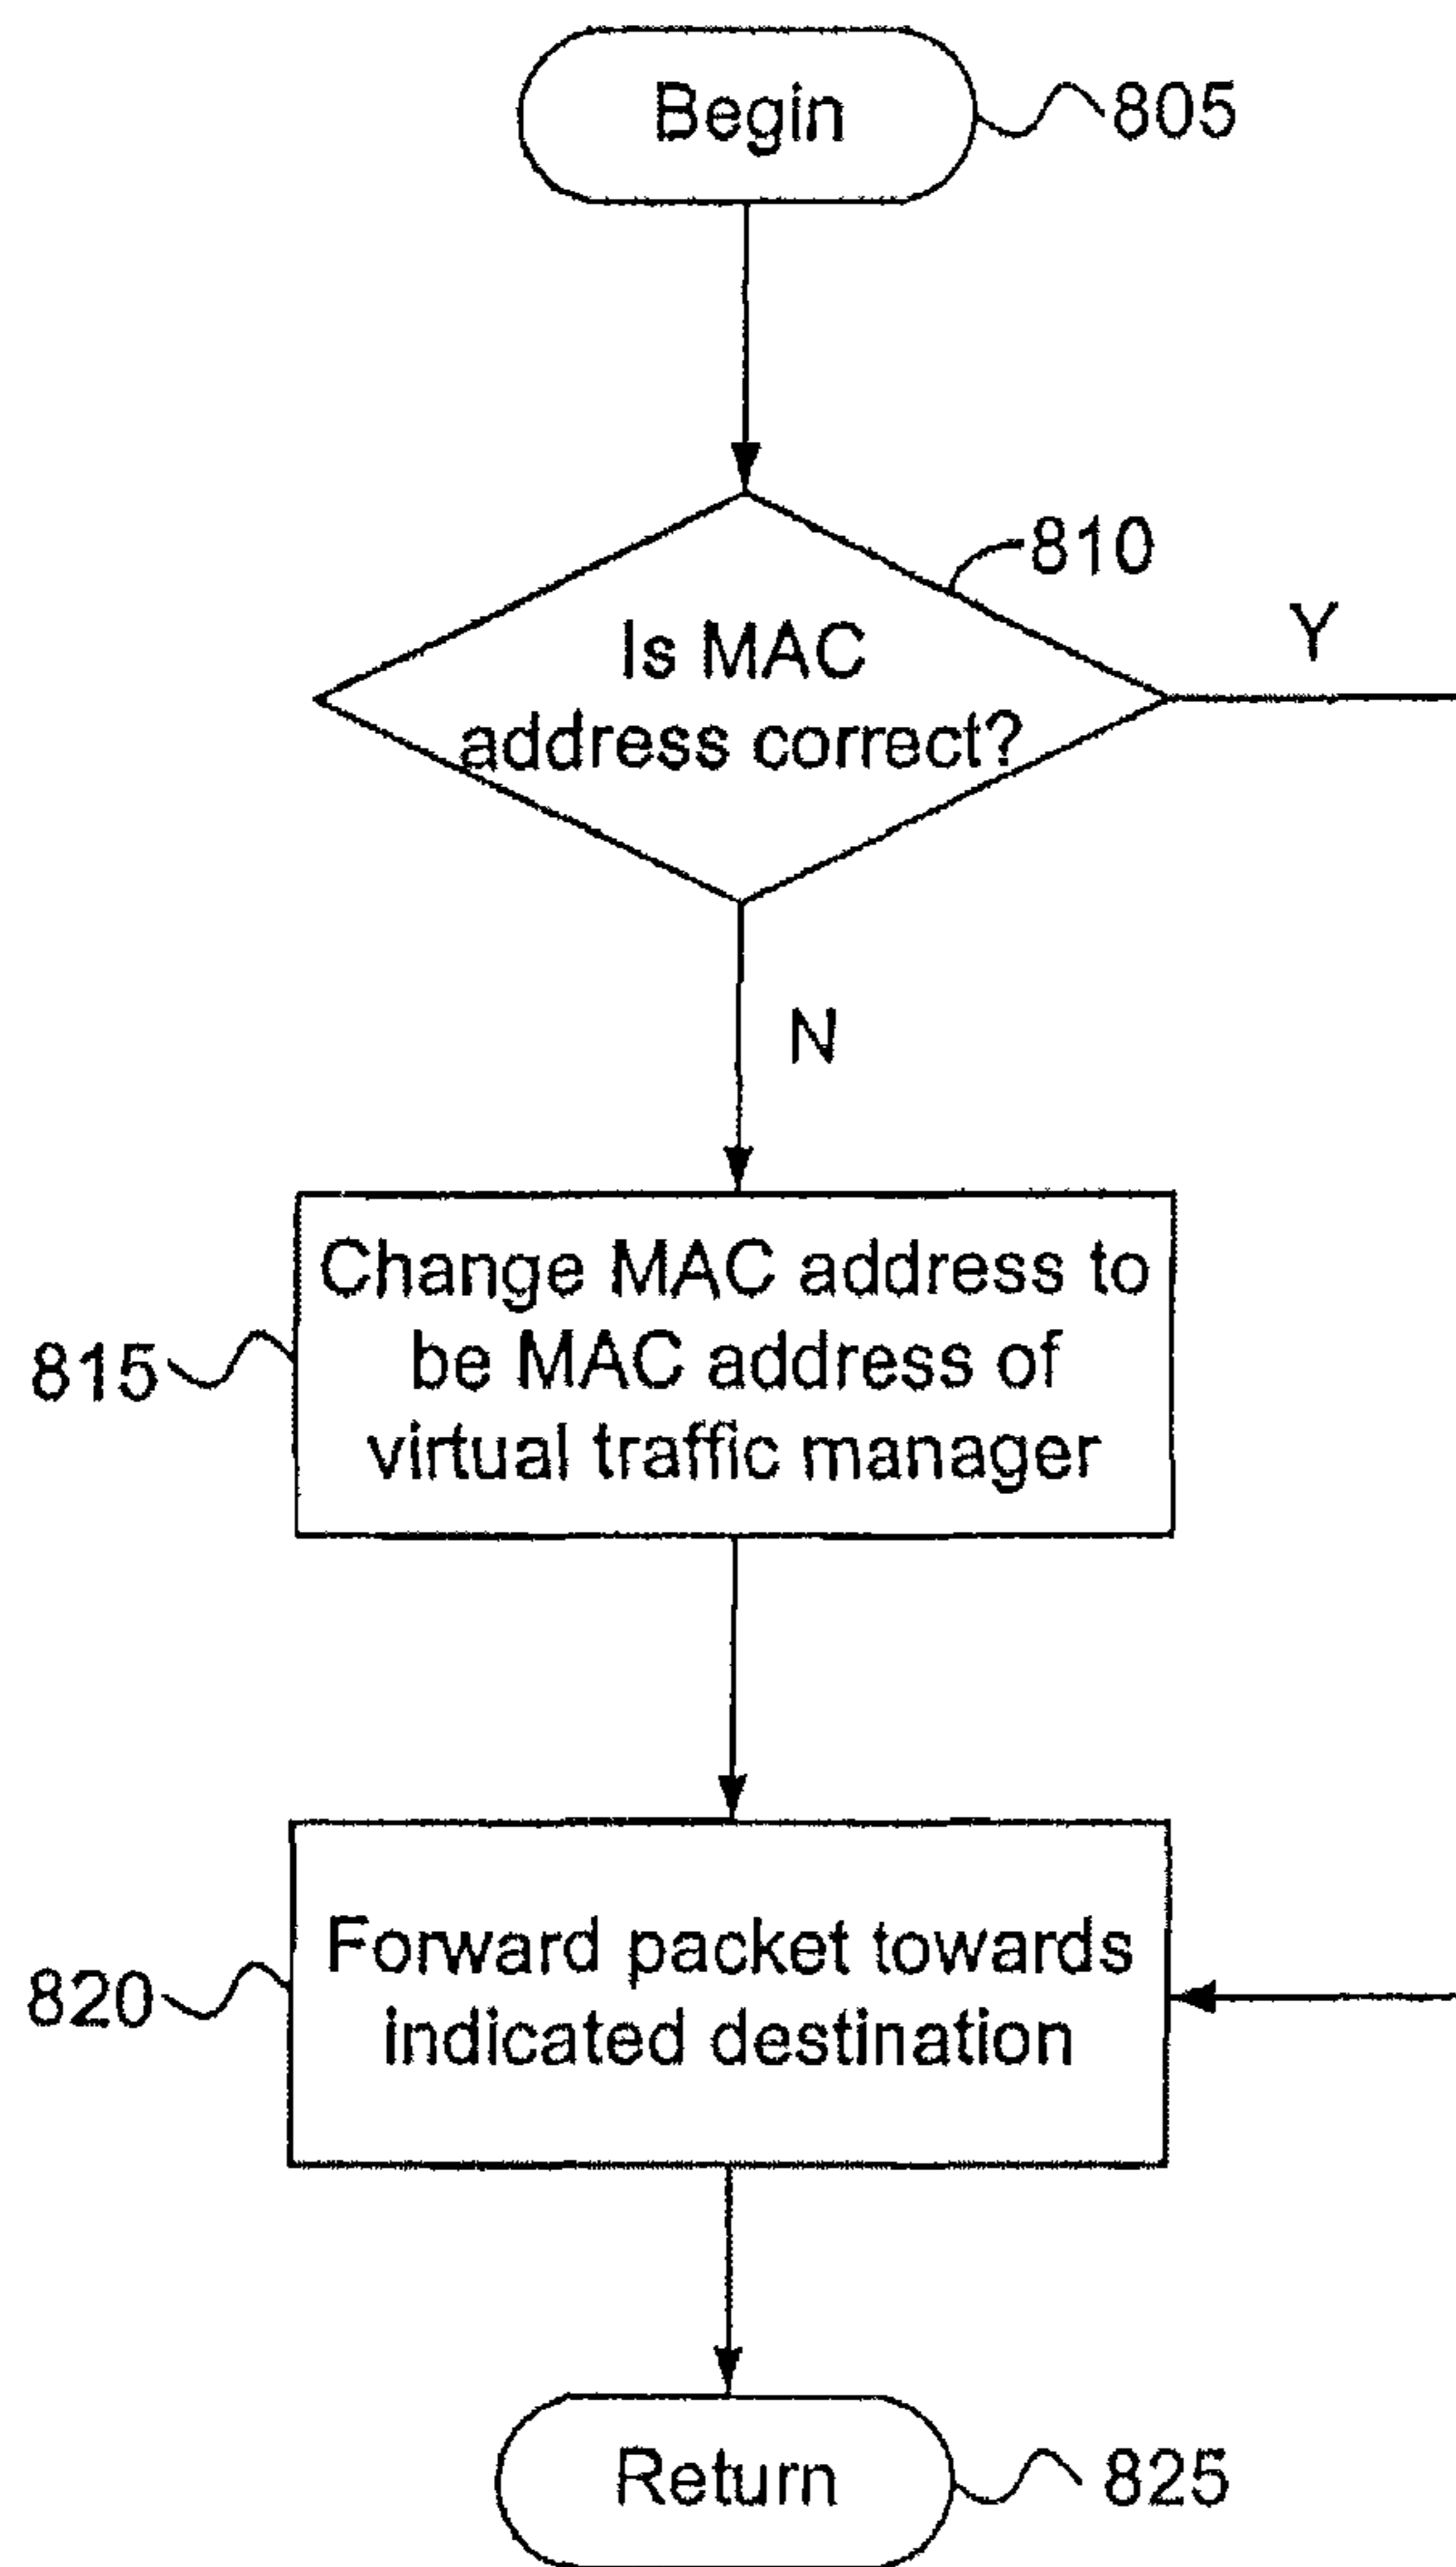 Begin
805
810
Is MAC
address correct?
Y
N
Change MAC address to
be MAC address of
virtual traffic manager
815
Forward packet towards
indicated destination
820
Return
825